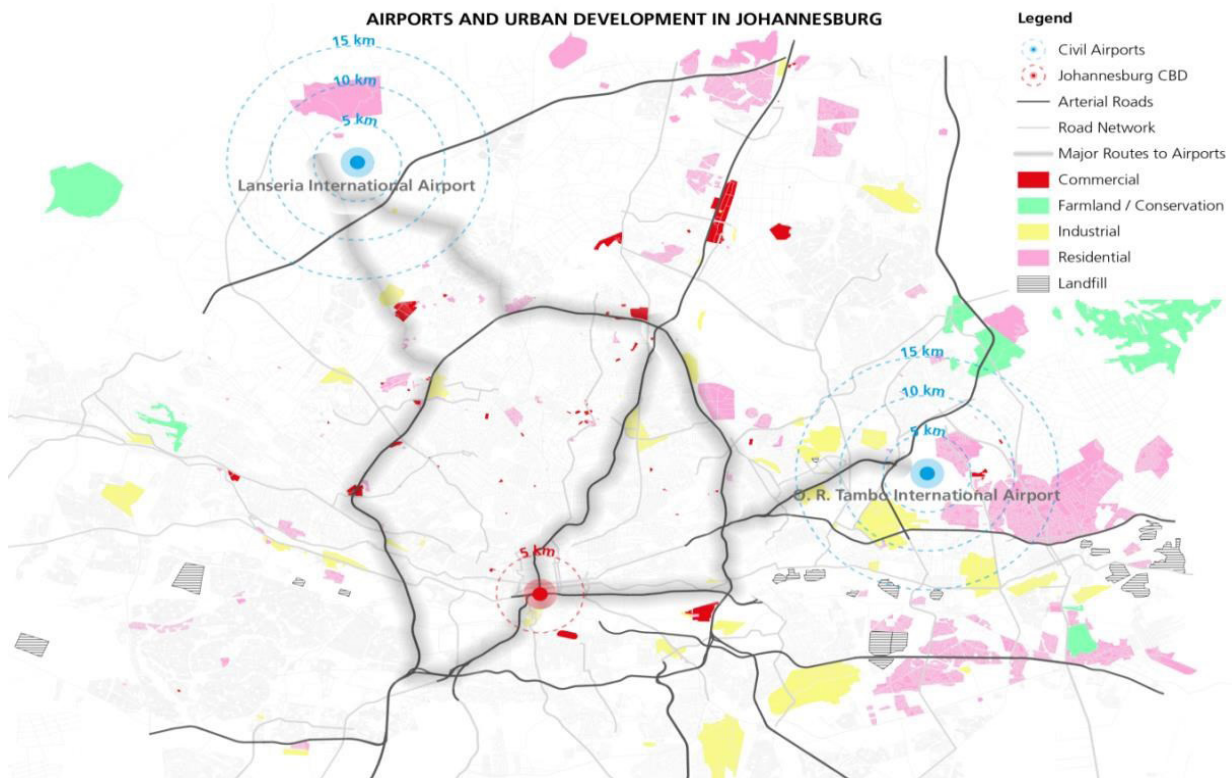 AIRPORTS AND URBAN DEVELOPMENT IN JOHANNESBURG
Legend
Civil Airports
Johannesburg CBD
Arterial Roads
Road Network
Major Routes to Airports
Commercial
Farmland / Conservation
Industrial
Residential
Landfill
15 km
10 km
5 km
Lanseria International Airport
15 km
10 km
5 km
O. R. Tambo International Airport
5 km